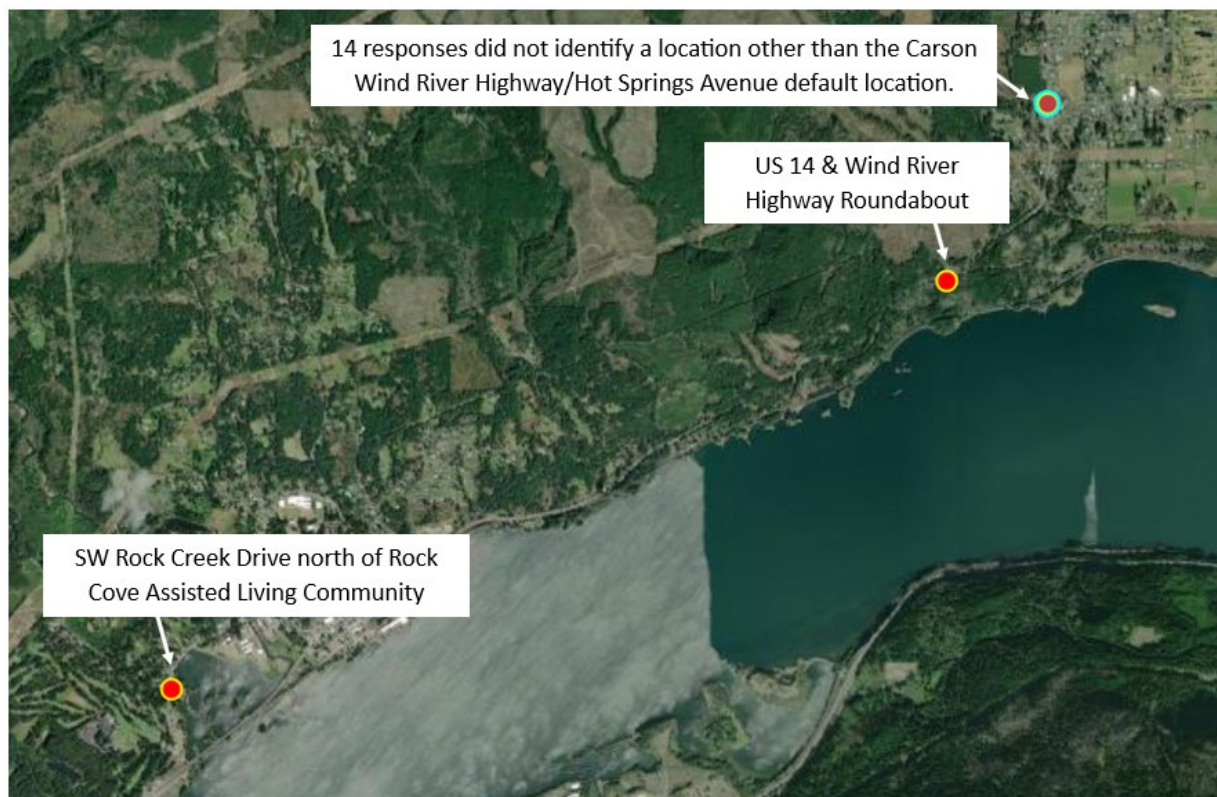 14 responses did not identify a location other than the Carson
Wind River Highway/Hot Springs Avenue default location.
US 14 & Wind River
Highway Roundabout
SW Rock Creek Drive north of Rock
Cove Assisted Living Community